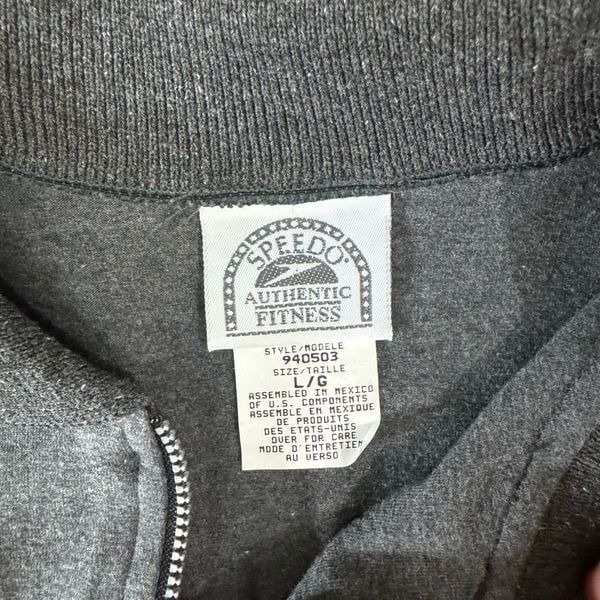 SPEEDO®
AUTHENTIC
FITNESS
STYLE/MODELE
940503
SIZE/TAILLE
L/G
ASSEMBLED IN MEXICO
OF U.S. COMPONENTS
ASSEMBLE EN MEXIQUE
DE PRODUITS
DES ETATS-UNIS
OVER FOR CARE
MODE D'ENTRETIEN
AU VERSO